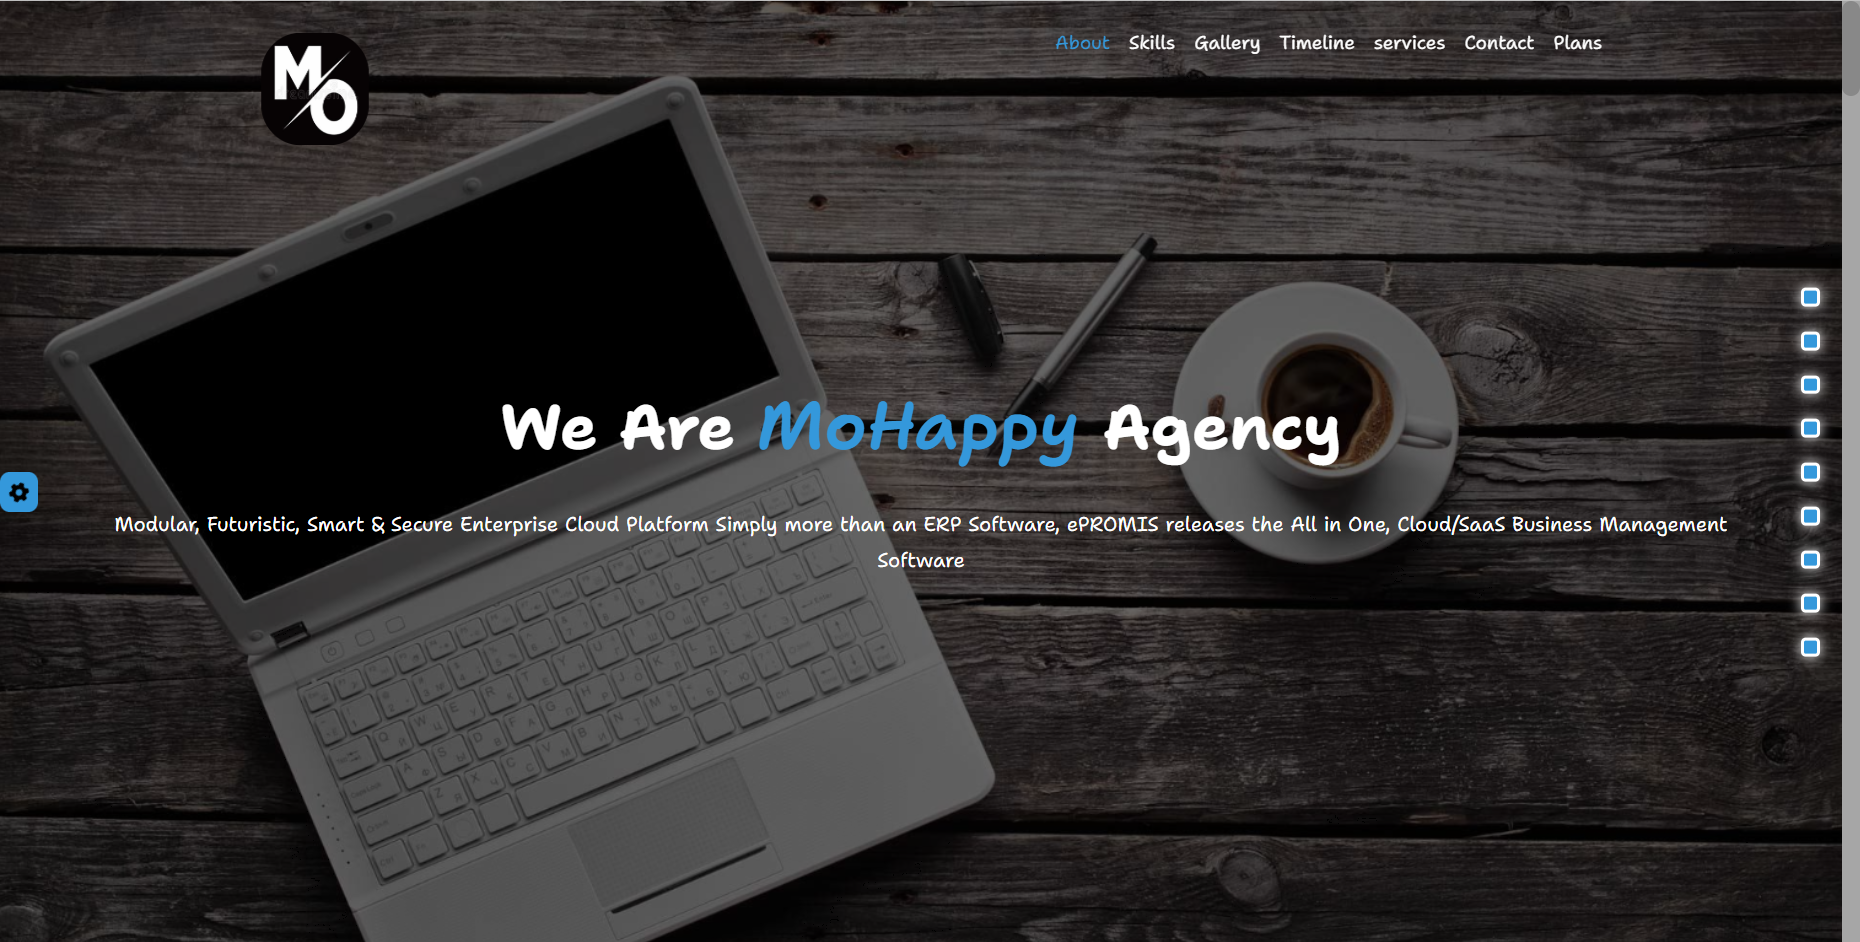 MO
About Skills Gallery Timeline services Contact Plans
We Are MoHappy Agency
Modular, Futuristic, Smart & Secure Enterprise Cloud Platform Simply more than an ERP Software, ePROMIS releases the All in One, Cloud/SaaS Business Management
Software